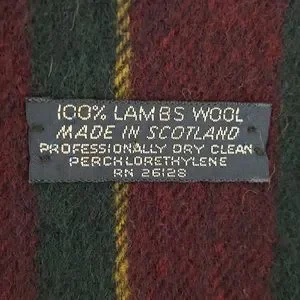 100% LAMBS WOOL
MADE IN SCOTLAND
PROFESSIONALLY DRY CLEAN
PERCHLORETHYLENE
RN 26128